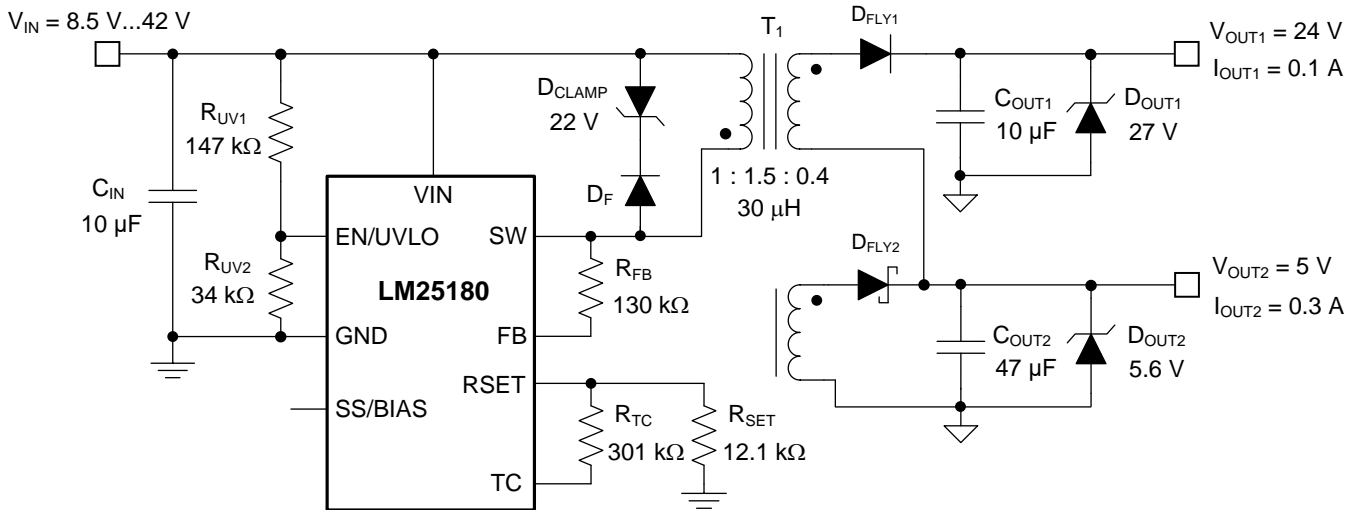 V_IN = 8.5 V...42 V
T_1
D_FLY1
V_OUT1 = 24 V
I_OUT1 = 0.1 A
D_CLAMP
22 V
C_OUT1
10 µF
D_OUT1
27 V
R_UV1
147 kΩ
1 : 1.5 : 0.4
30 µH
C_IN
10 µF
VIN
D_F
EN/UVLO
SW
D_FLY2
V_OUT2 = 5 V
I_OUT2 = 0.3 A
R_UV2
34 kΩ
LM25180
R_FB
130 kΩ
GND
FB
C_OUT2
47 µF
D_OUT2
5.6 V
RSET
SS/BIAS
R_TC
301 kΩ
R_SET
12.1 kΩ
TC